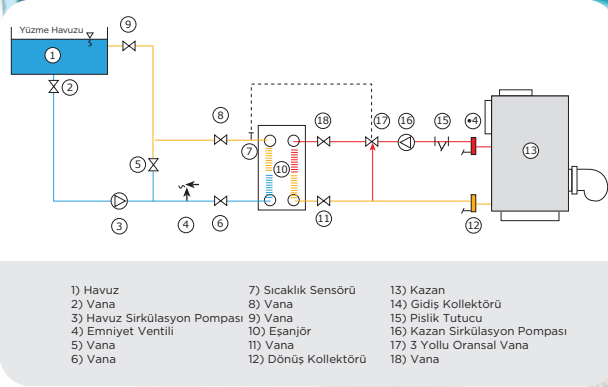 Yüzme Havuzu
9
1
2
8
18
17
16
15
•4
5
7
10
13
3
4
6
11
12
1) Havuz
2) Vana
3) Havuz Sirkülasyon Pompası
4) Emniyet Ventili
5) Vana
6) Vana
7) Sıcaklık Sensörü
8) Vana
9) Vana
10) Eşanjör
11) Vana
12) Dönüş Kollektörü
13) Kazan
14) Gidiş Kollektörü
15) Pislik Tutucu
16) Kazan Sirkülasyon Pompası
17) 3 Yollu Oransal Vana
18) Vana